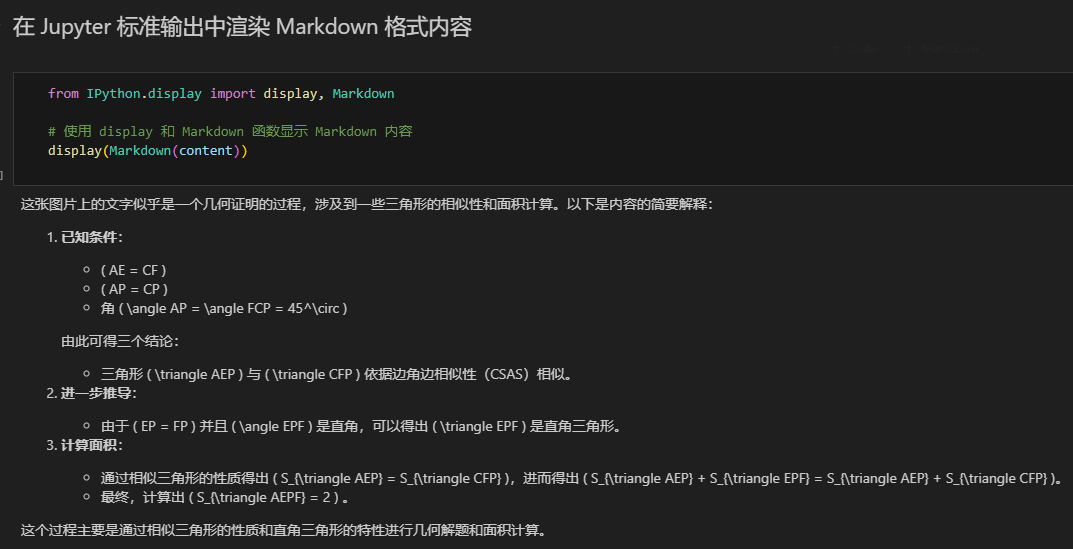 在 Jupyter 标准输出中渲染 Markdown 格式内容
from IPython.display import display, Markdown
# 使用 display 和 Markdown 函数显示 Markdown 内容
display(Markdown(content))
]
这张图片上的文字似乎是一个几何证明的过程，涉及到一些三角形的相似性和面积计算。以下是内容的简要解释：
1. 已知条件：
○ ( AE = CF )
○ ( AP = CP )
○ 角 ( \angle AP = \angle FCP = 45^\circ )
由此可得三个结论：
○ 三角形 ( \triangle AEP ) 与 ( \triangle CFP ) 依据边角边相似性（CSAS）相似。
2. 进一步推导：
○ 由于 ( EP = FP ) 并且 ( \angle EPF ) 是直角，可以得出 ( \triangle EPF ) 是直角三角形。
3. 计算面积：
○ 通过相似三角形的性质得出 ( S_{\triangle AEP} = S_{\triangle CFP} )，进而得出 ( S_{\triangle AEP} + S_{\triangle EPF} = S_{\triangle AEP} + S_{\triangle CFP} )。
○ 最终，计算出 ( S_{\triangle AEPF} = 2 ) 。
这个过程主要是通过相似三角形的性质和直角三角形的特性进行几何解题和面积计算。